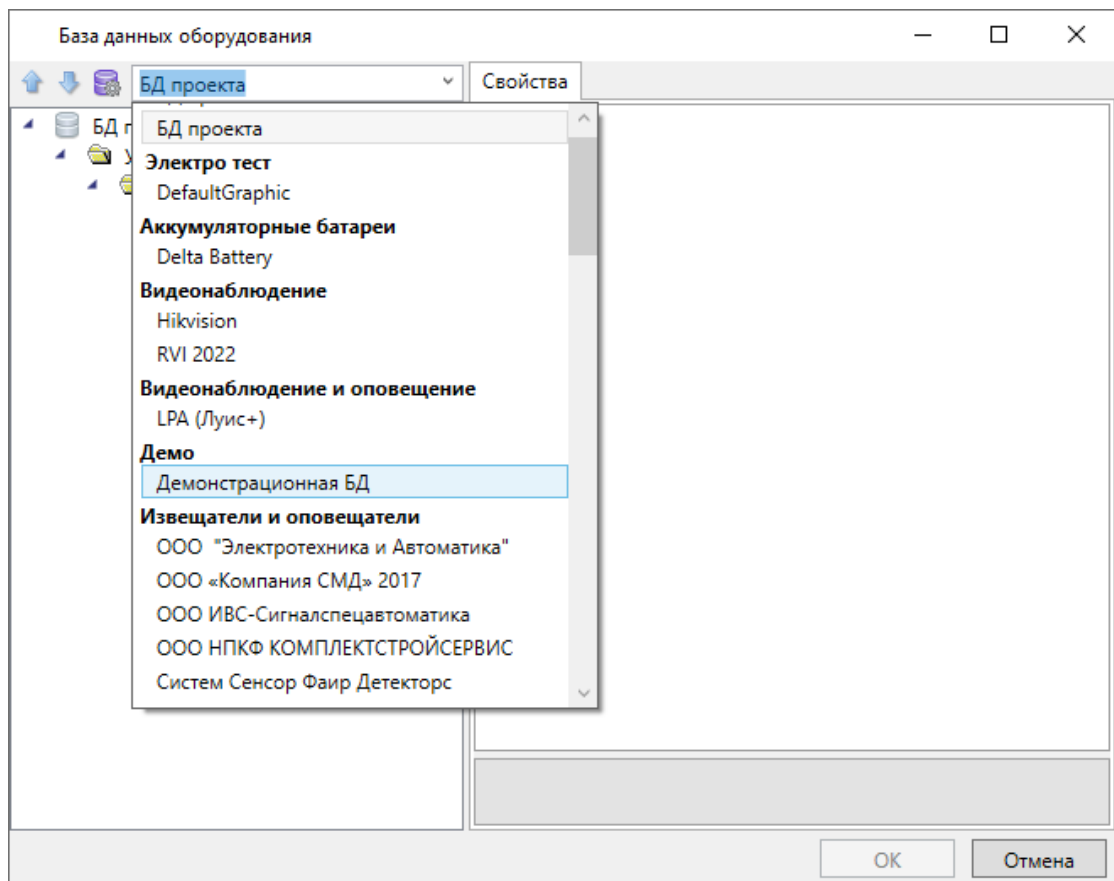 База данных оборудования
БД проекта
Свойства
БД
БД проекта
Электро тест
DefaultGraphic
Аккумуляторные батареи
Delta Battery
Видеонаблюдение
Hikvision
RVI 2022
Видеонаблюдение и оповещение
LPA (Луис+)
Демо
Демонстрационная БД
Извещатели и оповещатели
ООО "Электротехника и Автоматика"
ООО «Компания СМД» 2017
ООО ИВС-Сигналспецавтоматика
ООО НПКФ КОМПЛЕКТСТРОЙСЕРВИС
Систем Сенсор Фаир Детекторс
OK
Отмена